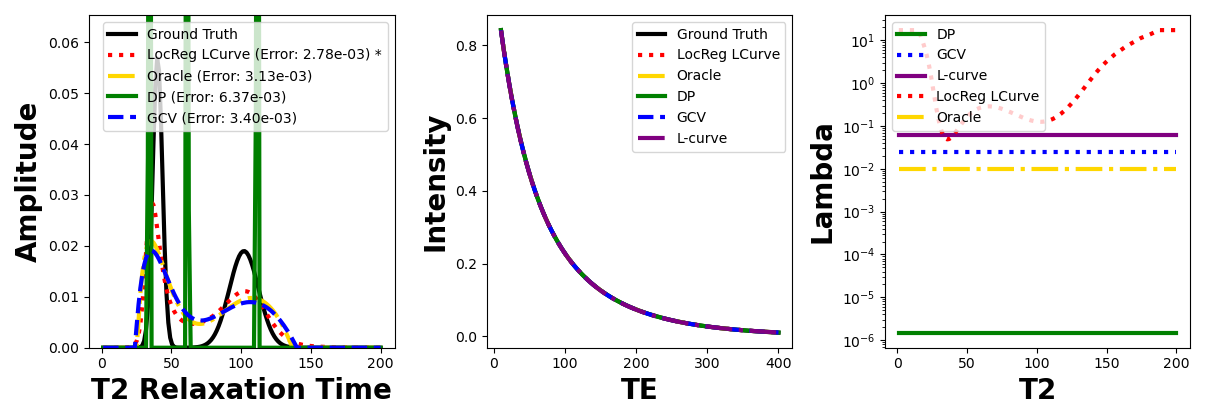 Amplitude
0.06
0.05
0.04
0.03
0.02
0.01
0.00
0 50 100 150 200
T2 Relaxation Time
Ground Truth
LocReg LCurve (Error: 2.78e-03) *
Oracle (Error: 3.13e-03)
DP (Error: 6.37e-03)
GCV (Error: 3.40e-03)
Intensity
0.8
0.6
0.4
0.2
0.0
0 100 200 300 400
TE
Ground Truth
LocReg LCurve
Oracle
DP
GCV
L-curve
Lambda
10¹
10⁰
10⁻¹
10⁻²
10⁻³
10⁻⁴
10⁻⁵
10⁻⁶
0 50 100 150 200
T2
DP
GCV
L-curve
LocReg LCurve
Oracle